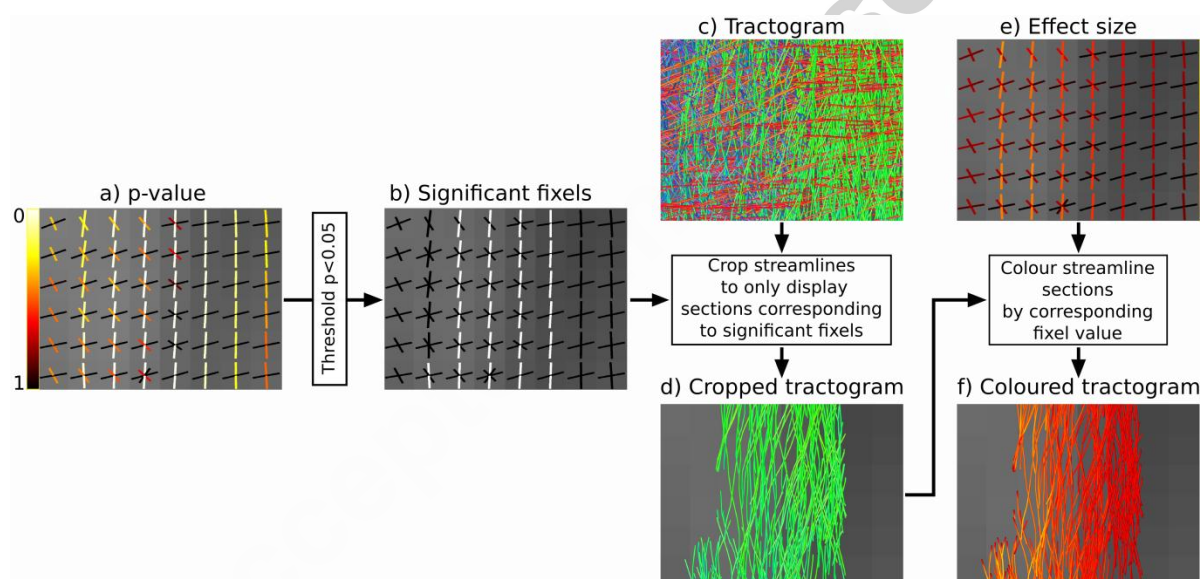 c) Tractogram
e) Effect size
a) p-value
0
1
Threshold p<0.05
b) Significant fixels
Crop streamlines
to only display
sections corresponding
to significant fixels
Colour streamline
sections
by corresponding
fixel value
d) Cropped tractogram
f) Coloured tractogram